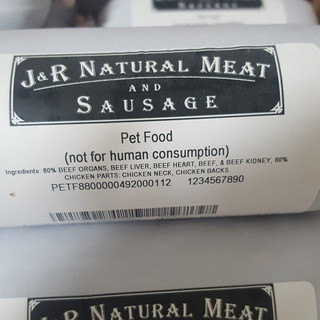 SAUSAGE
J&R NATURAL MEAT
AND
SAUSAGE
Pet Food
(not for human consumption)
Ingredients: 80% BEEF ORGANS, BEEF LIVER, BEEF HEART, BEEF, & BEEF KIDNEY, 80%
CHICKEN PARTS: CHICKEN NECK, CHICKEN BACKS
PETF8800000492000112 1234567890
J&R NATURAL MEAT